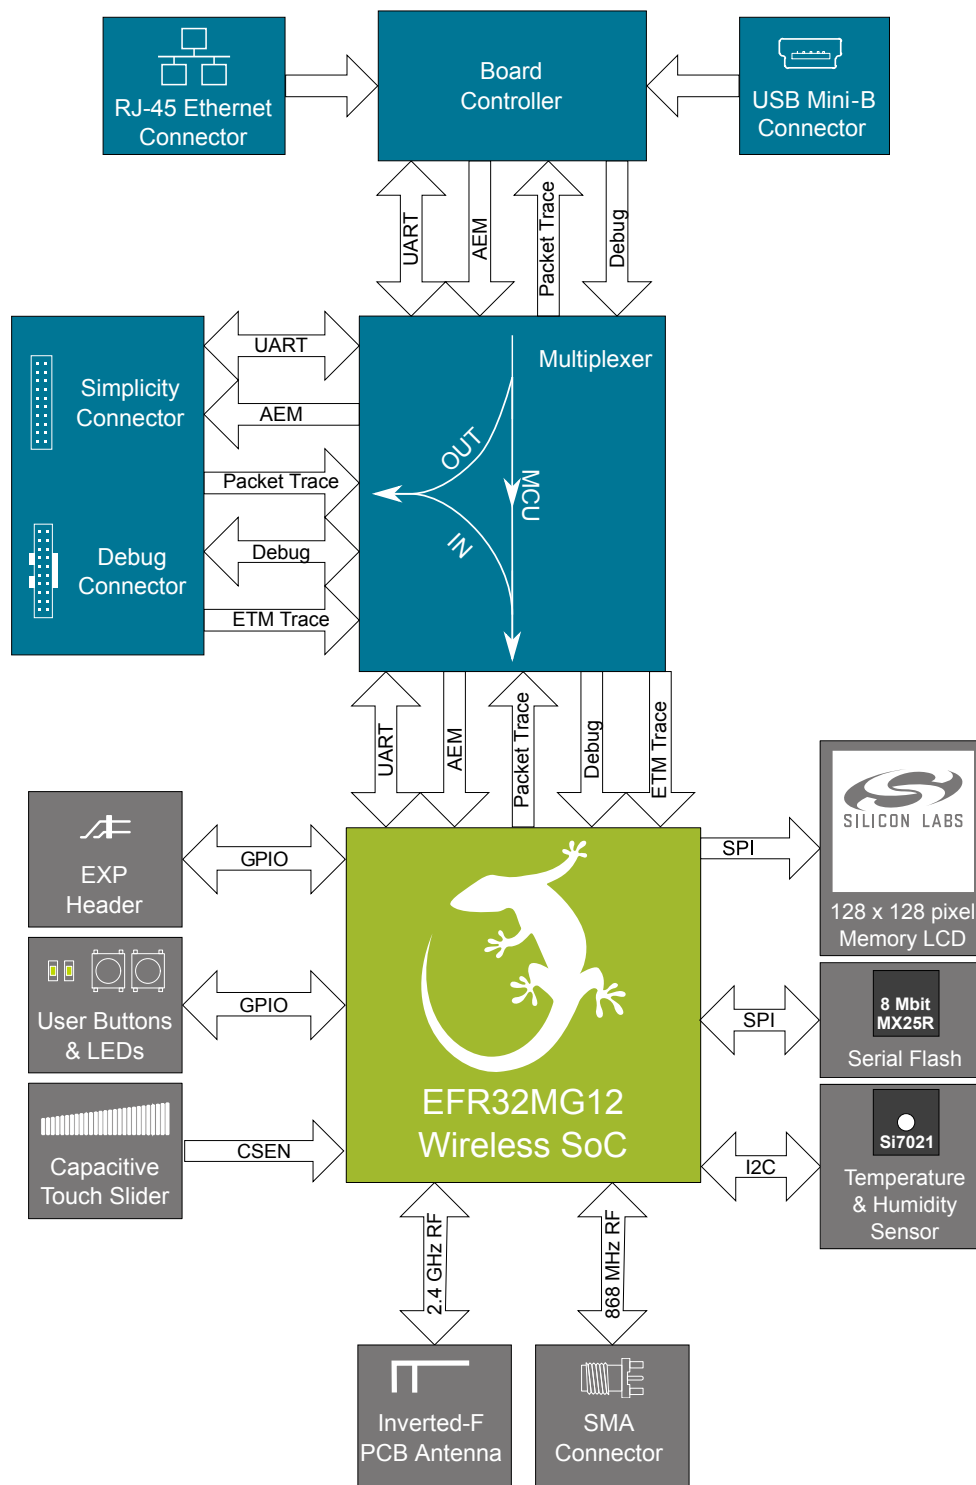 RJ-45 Ethernet
Connector
Board
Controller
USB Mini-B
Connector
UART
AEM
Packet Trace
Debug
Simplicity
Connector
Debug
Connector
UART
AEM
Packet Trace
Debug
ETM Trace
Multiplexer
OUT
MCU
IN
UART
AEM
Packet Trace
Debug
ETM Trace
EXP
Header
GPIO
User Buttons
& LEDs
GPIO
Capacitive
Touch Slider
CSEN
EFR32MG12
Wireless SoC
SPI
SILICON LABS
128 x 128 pixel
Memory LCD
SPI
8 Mbit
MX25R
Serial Flash
I2C
Si7021
Temperature
& Humidity
Sensor
2.4 GHz RF
868 MHz RF
Inverted-F
PCB Antenna
SMA
Connector